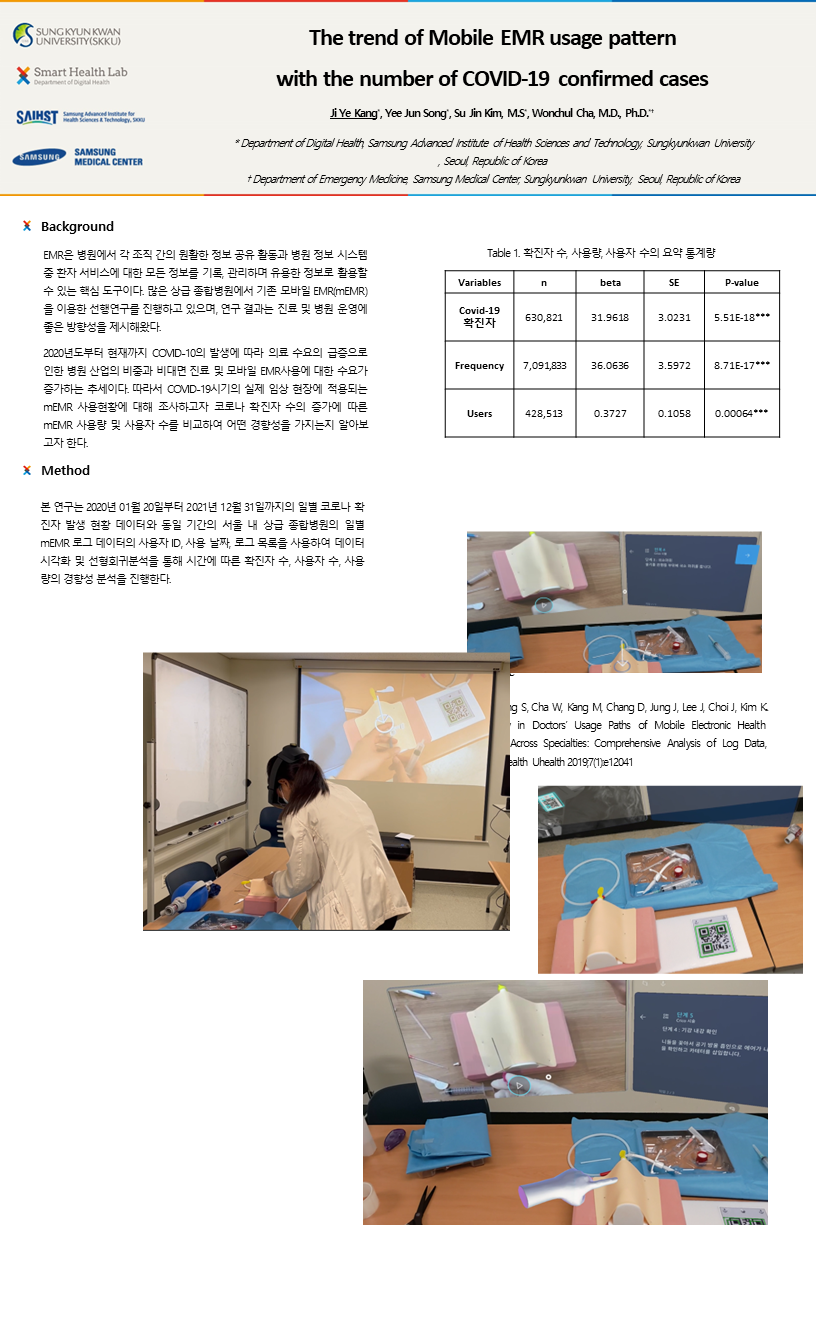 SUNGKYUNKWAN
UNIVERSITY(SKKU)
Smart Health Lab
Department of Digital Health
SAIHST Samsung Advanced Institute for
Health Sciences & Technology, SKKU
SAMSUNG SAMSUNG
MEDICAL CENTER
The trend of Mobile EMR usage pattern
with the number of COVID-19 confirmed cases
Ji Ye Kang*, Yee Jun Song*, Su Jin Kim, M.S*, Wonchul Cha, M.D., Ph.D.*†
* Department of Digital Health, Samsung Advanced Institute of Health Sciences and Technology, Sungkyunkwan University
, Seoul, Republic of Korea
† Department of Emergency Medicine, Samsung Medical Center, Sungkyunkwan University, Seoul, Republic of Korea
Background
EMR은 병원에서 각 조직 간의 원활한 정보 공유 활동과 병원 정보 시스템
중 환자 서비스에 대한 모든 정보를 기록, 관리하며 유용한 정보로 활용할
수 있는 핵심 도구이다. 많은 상급 종합병원에서 기존 모바일 EMR(mEMR)
을 이용한 선행연구를 진행하고 있으며, 연구 결과는 진료 및 병원 운영에
좋은 방향성을 제시해왔다.
2020년도부터 현재까지 COVID-10의 발생에 따라 의료 수요의 급증으로
인한 병원 산업의 비중과 비대면 진료 및 모바일 EMR사용에 대한 수요가
증가하는 추세이다. 따라서 COVID-19시기의 실제 임상 현장에 적용되는
mEMR 사용현황에 대해 조사하고자 코로나 확진자 수의 증가에 따른
mEMR 사용량 및 사용자 수를 비교하여 어떤 경향성을 가지는지 알아보
고자 한다.
Method
본 연구는 2020년 01월 20일부터 2021년 12월 31일까지의 일별 코로나 확
진자 발생 현황 데이터와 동일 기간의 서울 내 상급 종합병원의 일별
mEMR 로그 데이터의 사용자 ID, 사용 날짜, 로그 목록을 사용하여 데이터
시각화 및 선형회귀분석을 통해 시간에 따른 확진자 수, 사용자 수, 사용
량의 경향성 분석을 진행한다.
Table 1. 확진자 수, 사용량, 사용자 수의 요약 통계량
Variables n beta SE P-value
Covid-19
확진자 630,821 31.9618 3.0231 5.51E-18***
Frequency 7,091,833 36.0636 3.5972 8.71E-17***
Users 428,513 0.3727 0.1058 0.00064***
ng S, Cha W, Kang M, Chang D, Jung J, Lee J, Choi J, Kim K.
in Doctors' Usage Paths of Mobile Electronic Health
Across Specialties: Comprehensive Analysis of Log Data,
ealth Uhealth 2019;7(1):e12041
단계 5
단계 4 : 기관 내강 확인